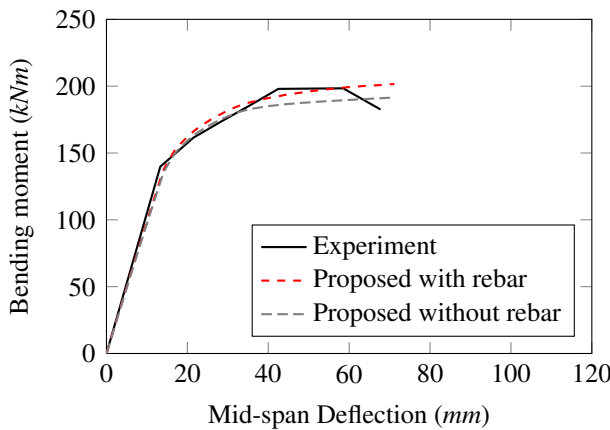 Bending moment (kNm)
250
200
150
100
50
0
Experiment
Proposed with rebar
Proposed without rebar
0 20 40 60 80 100 120
Mid-span Deflection (mm)